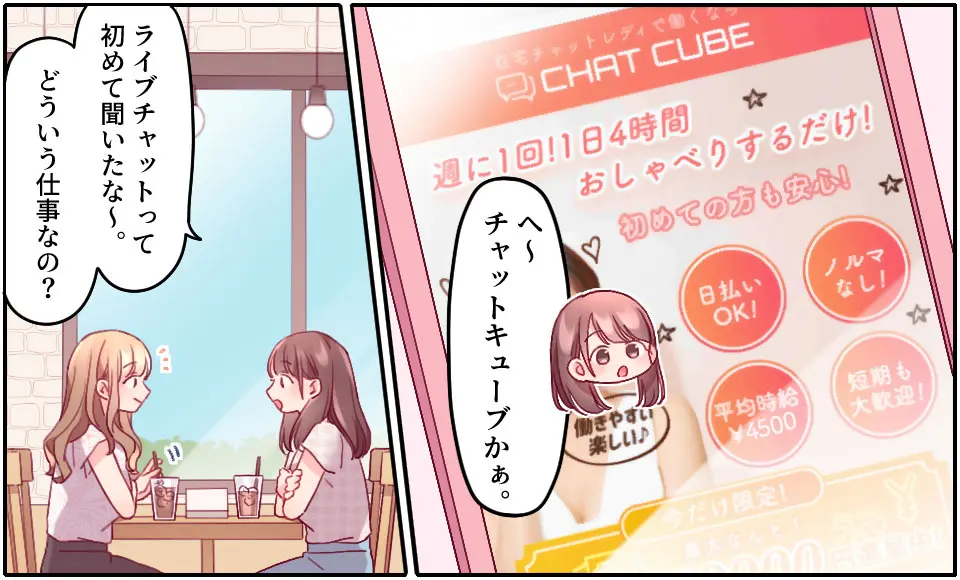 在宅チャットレディで働くなら
CHAT CUBE
週に1回!1日4時間
おしゃべりするだけ!
初めての方も安心!
日払い
OK!
ノルマ
なし!
平均時給
¥4500
短期も
大歓迎!
働きやすい
楽しい♪
今だけ限定!
へ〜
チャットキューブかぁ。
ライブチャットって
初めて聞いたな〜。
どういう仕事なの?